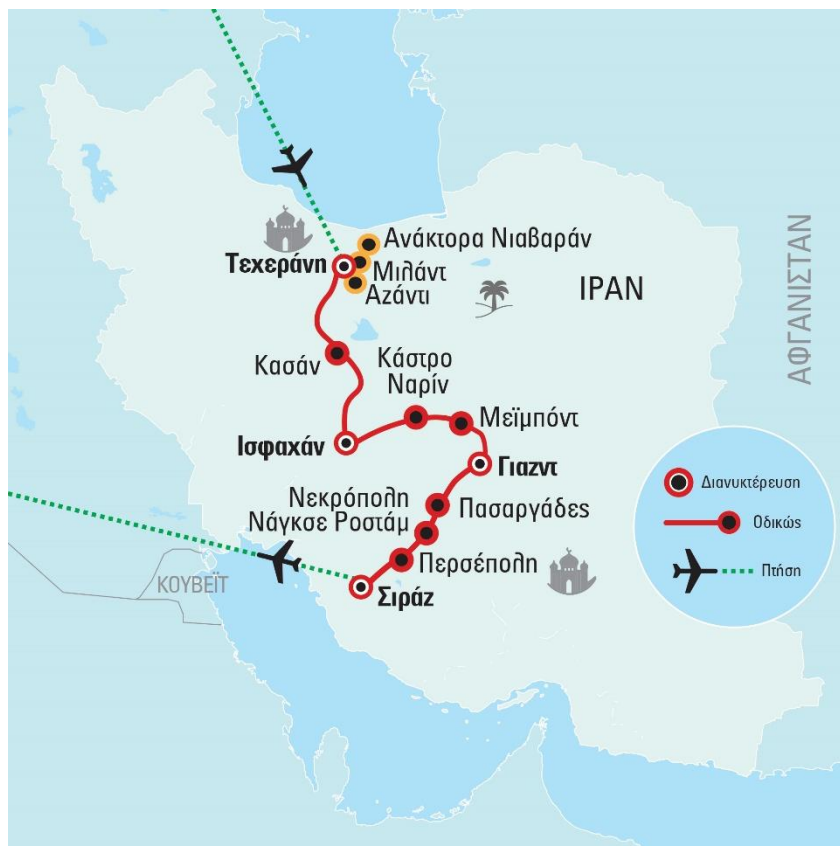 Ανάκτορα Νιαβαράν
Τεχεράνη
Μιλάντ
Αζάντι
ΙΡΑΝ
ΑΦΓΑΝΙΣΤΑΝ
Κασάν
Κάστρο
Ναρίν
Μεϊμπόντ
Ισφαχάν
Γιαζντ
Νεκρόπολη
Νάγκσε Ροστάμ
Πασαργάδες
Περσέπολη
Σιράζ
ΚΟΥΒΕΪΤ
Διανυκτέρευση
Οδικώς
Πτήση